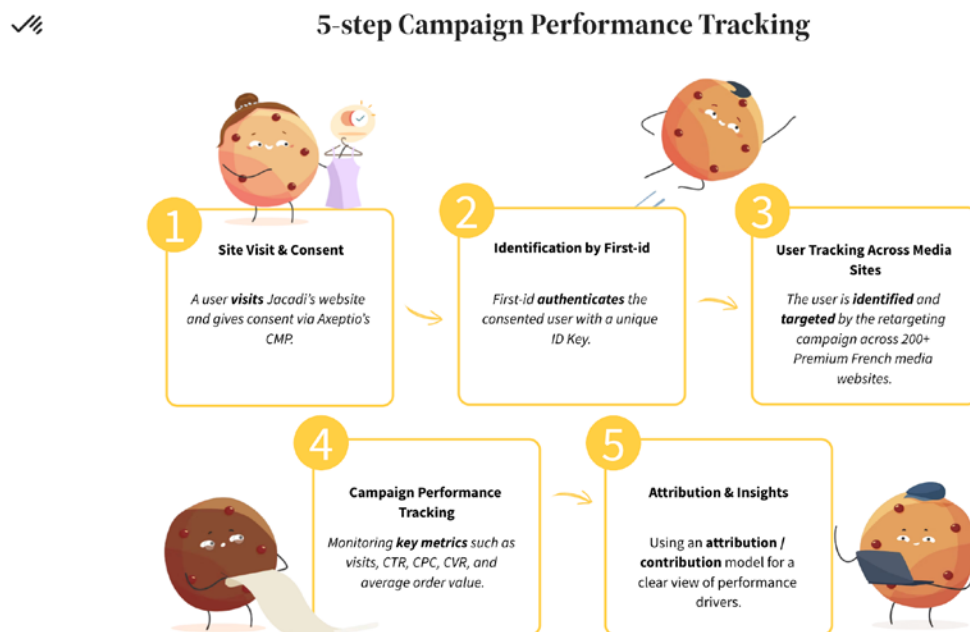 5-step Campaign Performance Tracking
1
Site Visit & Consent
A user visits Jacadi's website
and gives consent via Axeptio's
CMP.
2
Identification by First-id
First-id authenticates the
consented user with a unique
ID Key.
3
User Tracking Across Media
Sites
The user is identified and
targeted by the retargeting
campaign across 200+
Premium French media
websites.
4
Campaign Performance
Tracking
Monitoring key metrics such as
visits, CTR, CPC, CVR, and
average order value.
5
Attribution & Insights
Using an attribution /
contribution model for a
clear view of performance
drivers.